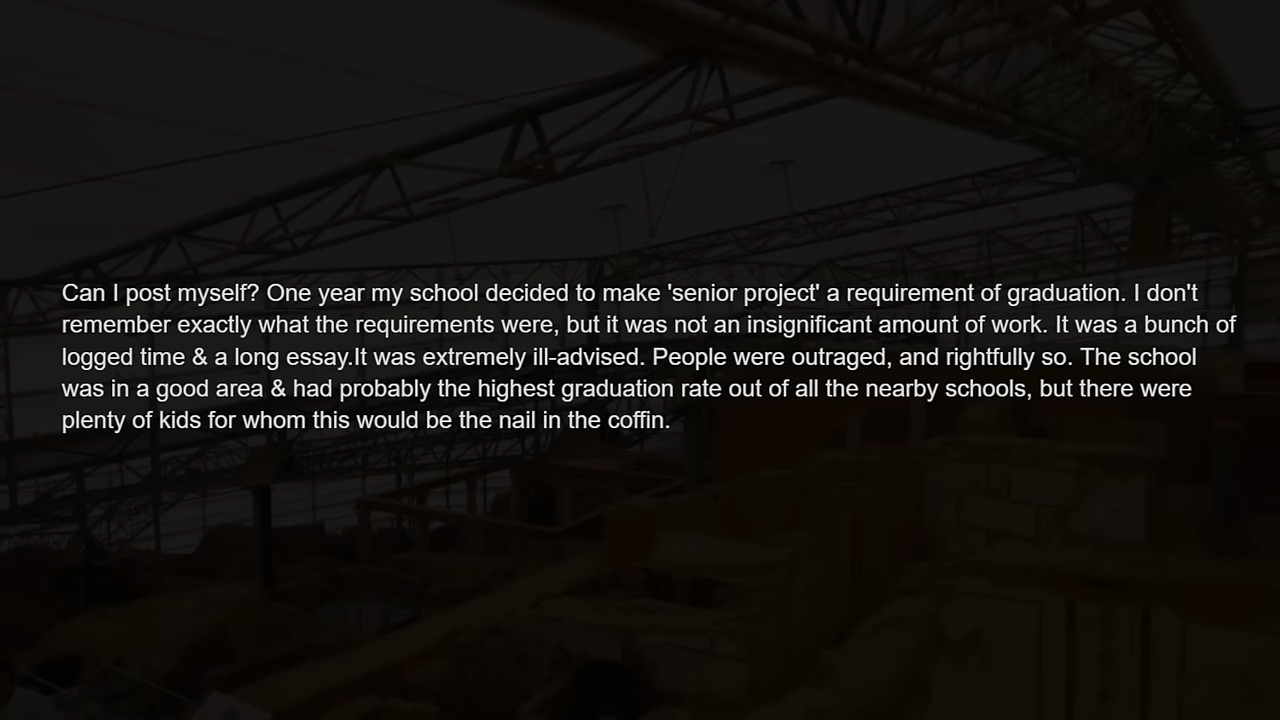 Can I post myself? One year my school decided to make 'senior project' a requirement of graduation. I don't
remember exactly what the requirements were, but it was not an insignificant amount of work. It was a bunch of
logged time & a long essay.It was extremely ill-advised. People were outraged, and rightfully so. The school
was in a good area & had probably the highest graduation rate out of all the nearby schools, but there were
plenty of kids for whom this would be the nail in the coffin.